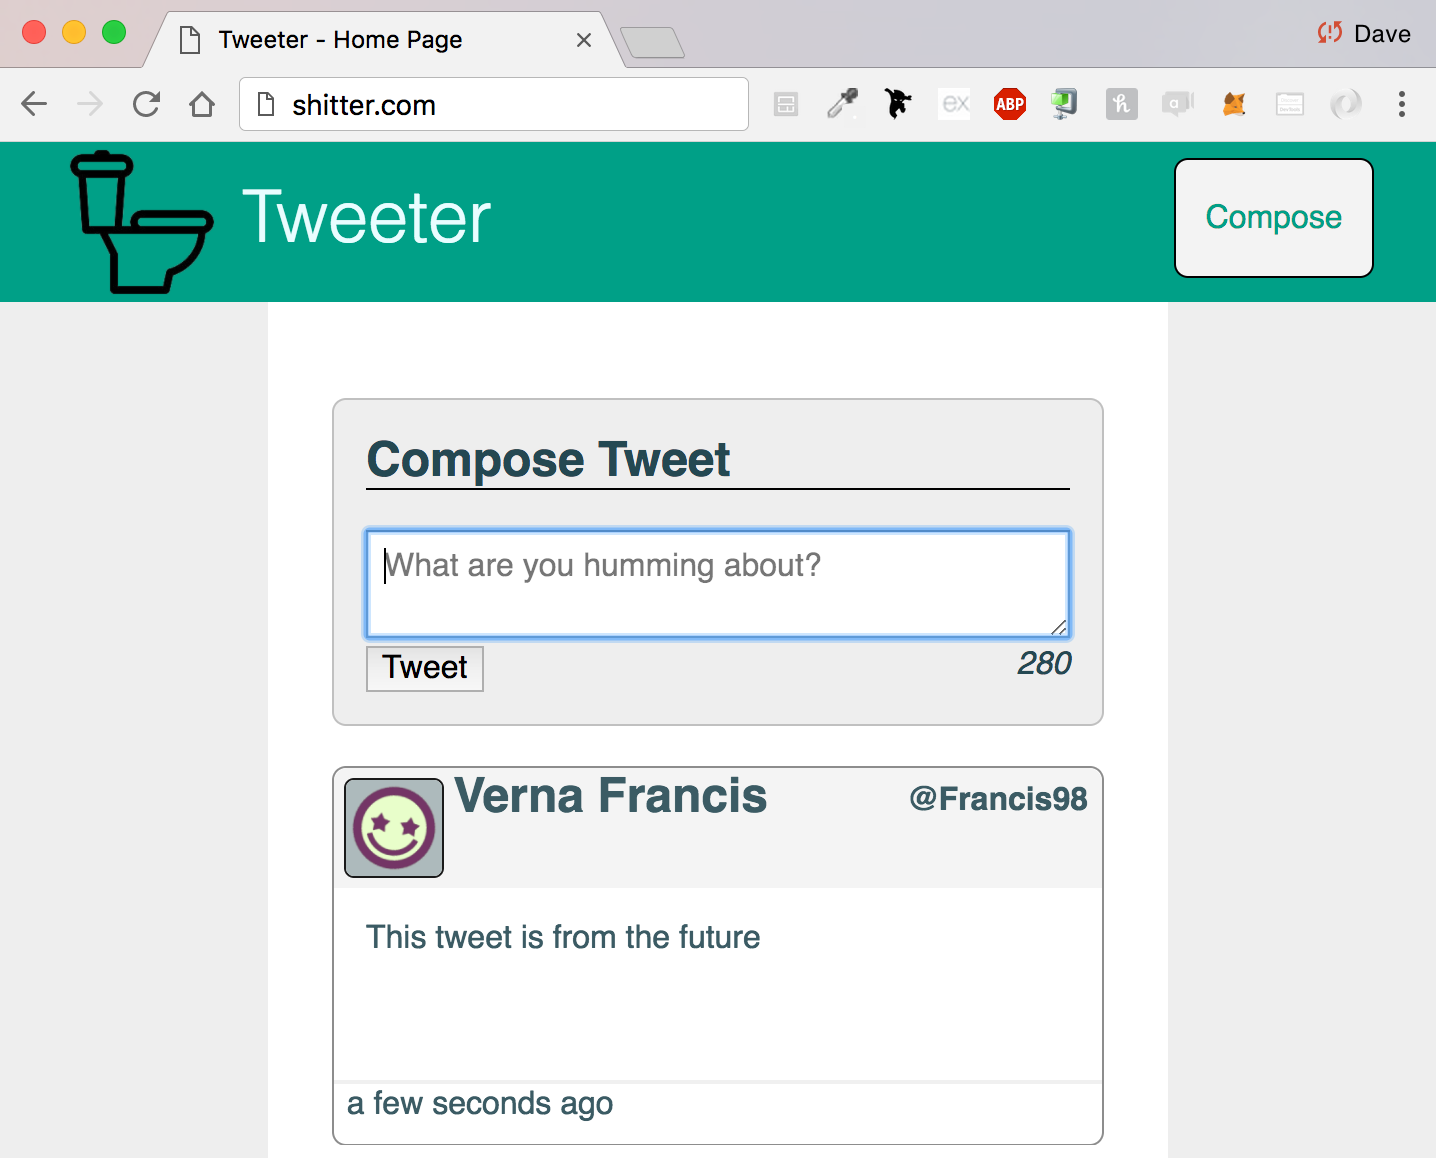 Tweeter - Home Page
Dave
shitter.com
ex
ABP
h
a
Tweeter
Compose
Compose Tweet
What are you humming about?
Tweet
280
Verna Francis
@Francis98
This tweet is from the future
a few seconds ago